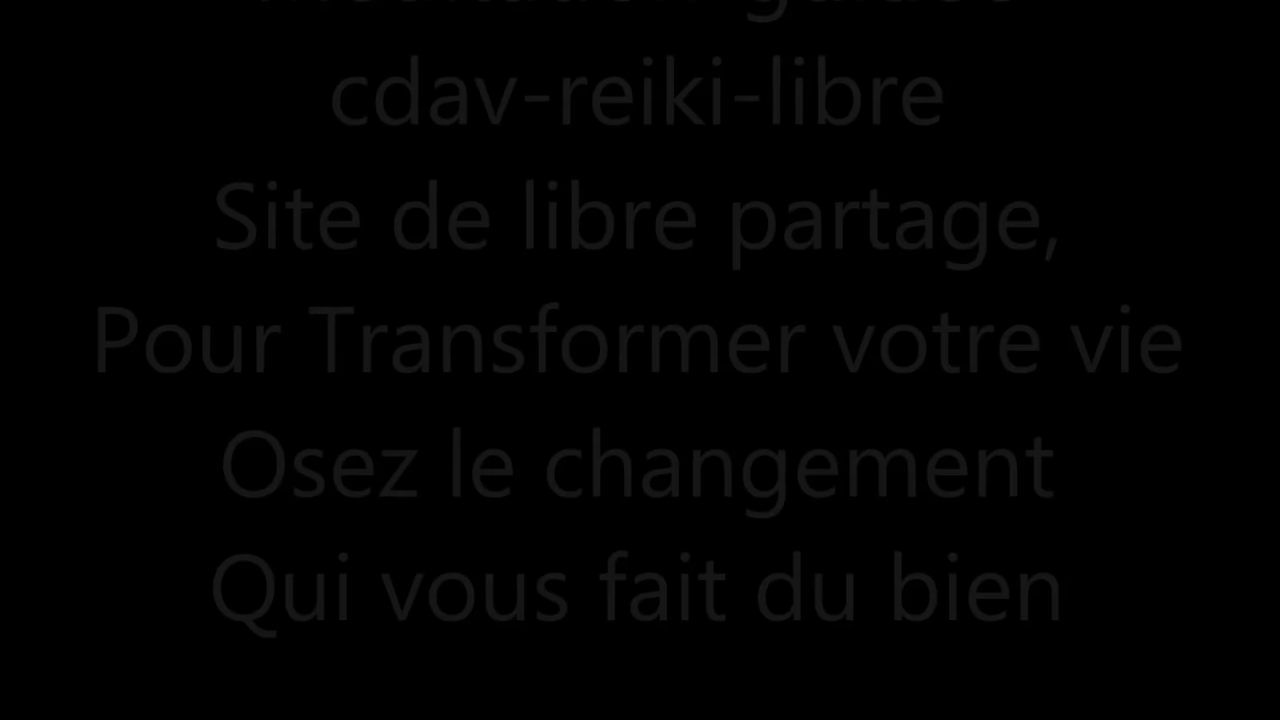 cdav-reiki-libre
Site de libre partage,
Pour Transformer votre vie
Osez le changement
Qui vous fait du bien